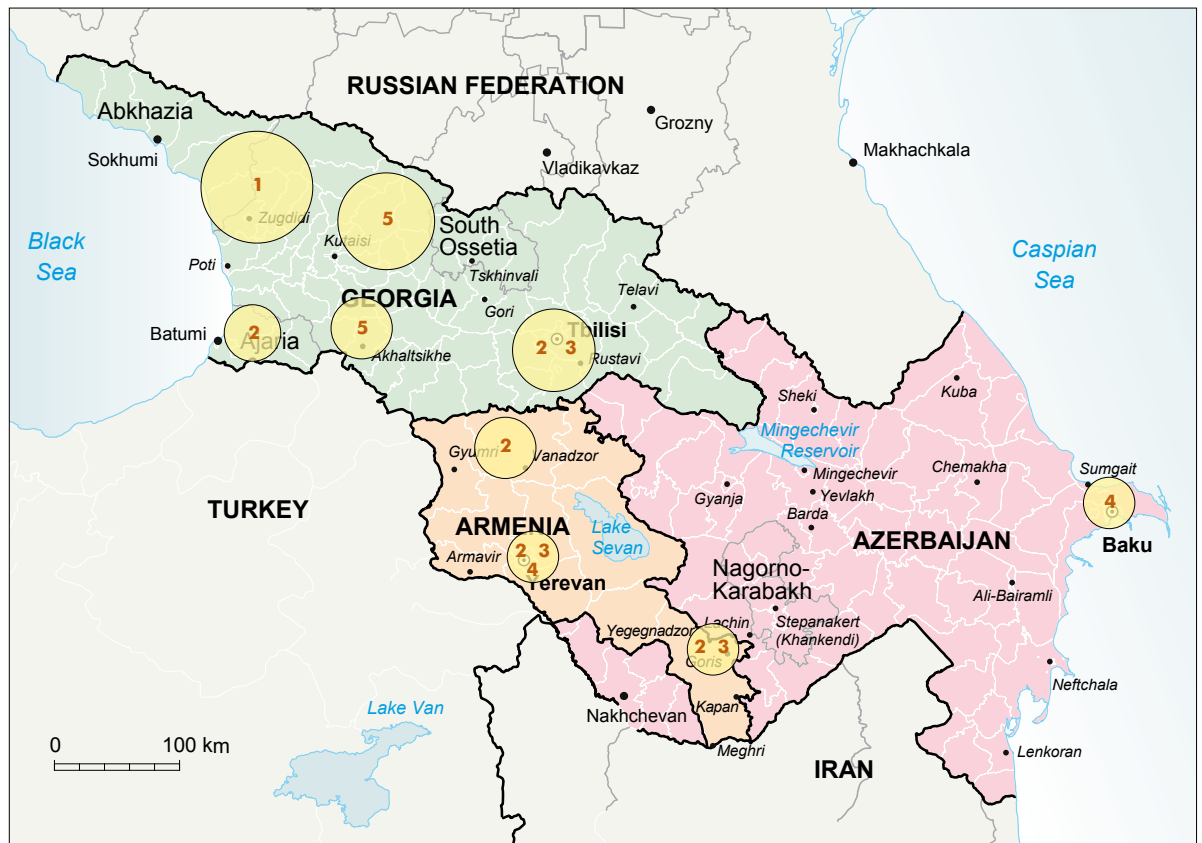 RUSSIAN FEDERATION
Abkhazia
Grozny
Sokhumi
Vladikavkaz
Makhachkala
1
5
Zugdidi
South
Ossetia
Kutaisi
Black
Sea
Caspian
Sea
Poti
Tskhinvali
GEORGIA
Gori
Telavi
Batumi
2
Ajaria
5
Akhaltsikhe
Tbilisi
2 3
Rustavi
Kuba
Sheki
Mingechevir
Reservoir
2
Gyumri
Vanadzor
Mingechevir
Chemakha
Sumgait
Gyanja
Yevlakh
4
TURKEY
Barda
ARMENIA
Lake
Sevan
AZERBAIJAN
Baku
2 3
4
Armavir
Yerevan
Nagorno-
Karabakh
Ali-Bairamli
Lachin
Stepanakert
(Khankendi)
Yegegnadzor
2 3
Goris
Neftchala
Kapan
Nakhchevan
Lake Van
0 100 km
Meghri
IRAN
Lenkoran